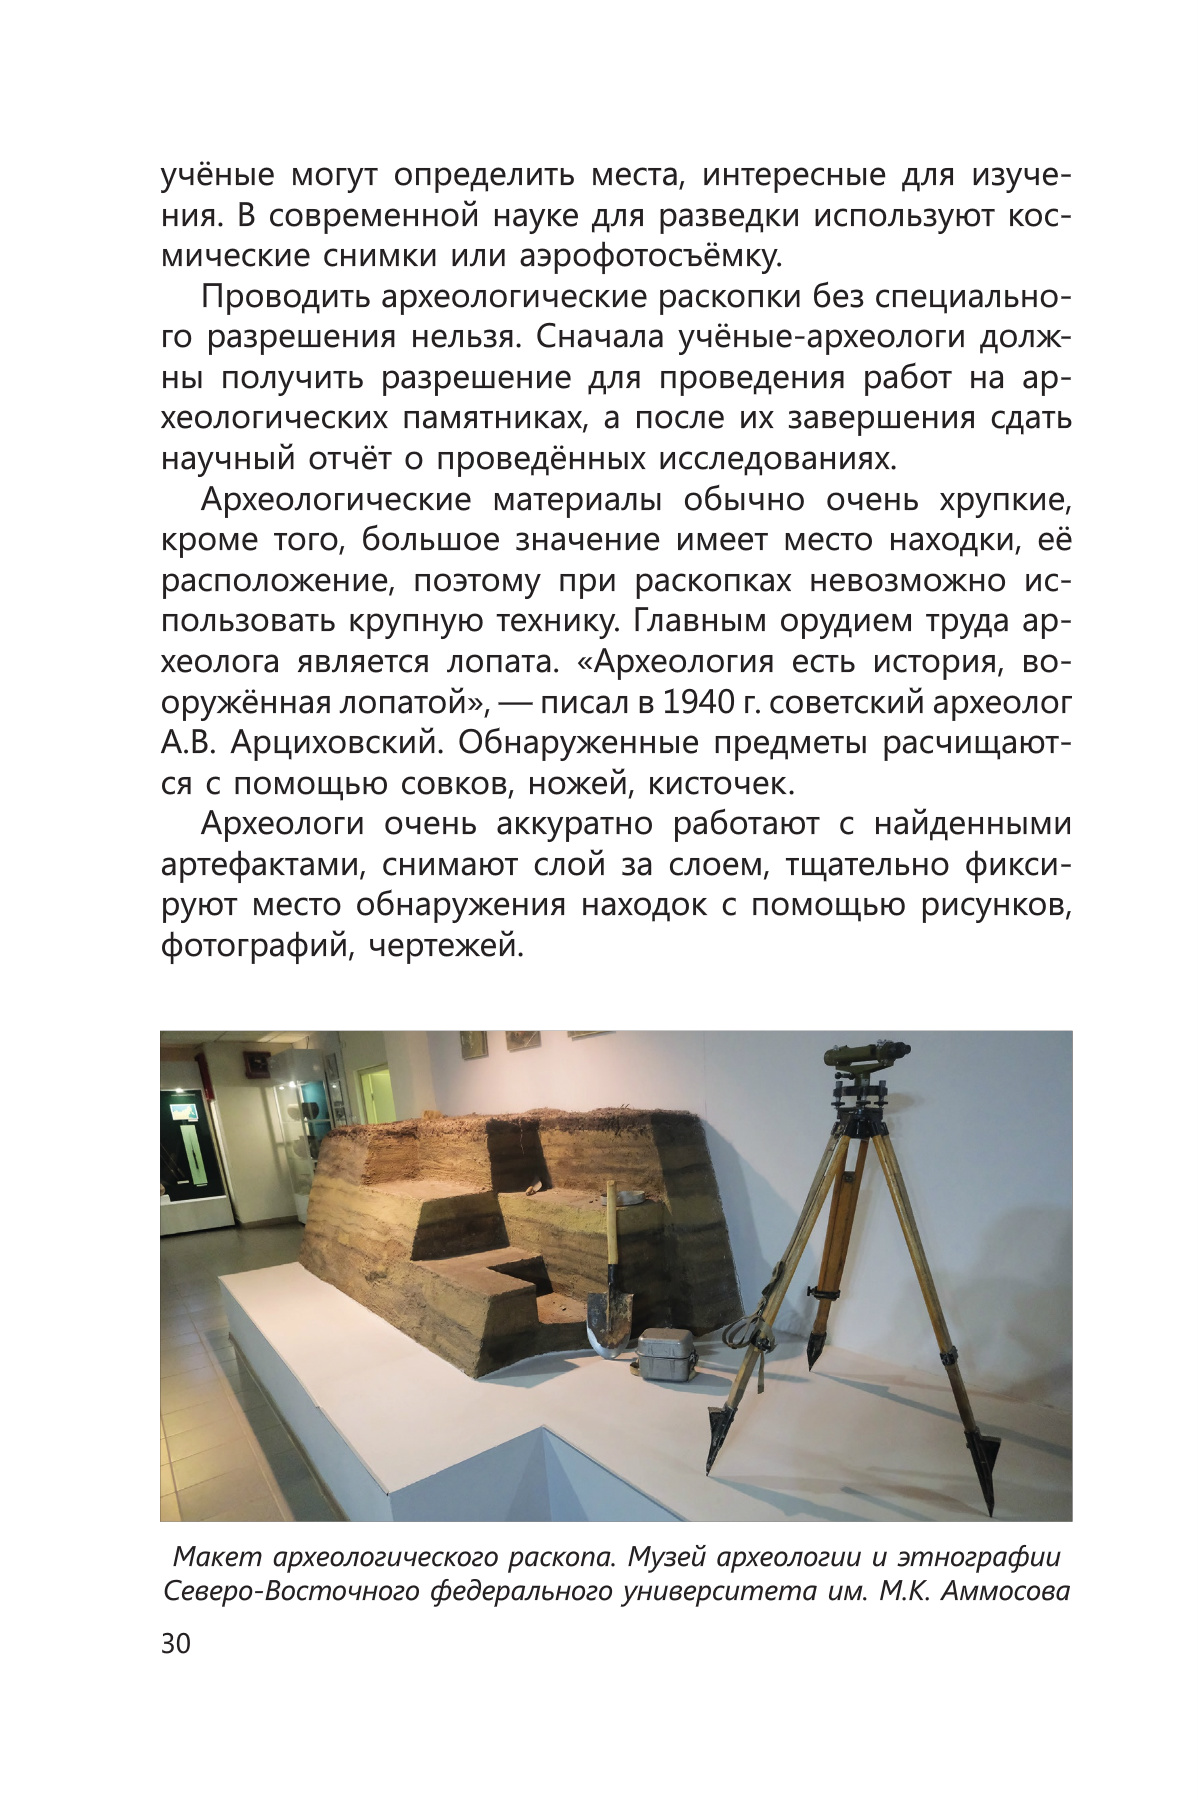 учёные могут определить места, интересные для изуче-
ния. В современной науке для разведки используют кос-
мические снимки или аэрофотосъёмку.
Проводить археологические раскопки без специально-
го разрешения нельзя. Сначала учёные-археологи долж-
ны получить разрешение для проведения работ на ар-
хеологических памятниках, а после их завершения сдать
научный отчёт о проведённых исследованиях.
Археологические материалы обычно очень хрупкие,
кроме того, большое значение имеет место находки, её
расположение, поэтому при раскопках невозможно ис-
пользовать крупную технику. Главным орудием труда ар-
хеолога является лопата. «Археология есть история, во-
оружённая лопатой», — писал в 1940 г. советский археолог
А.В. Арциховский. Обнаруженные предметы расчищают-
ся с помощью совков, ножей, кисточек.
Археологи очень аккуратно работают с найденными
артефактами, снимают слой за слоем, тщательно фикси-
руют место обнаружения находок с помощью рисунков,
фотографий, чертежей.
Макет археологического раскопа. Музей археологии и этнографии
Северо-Восточного федерального университета им. М.К. Аммосова
30